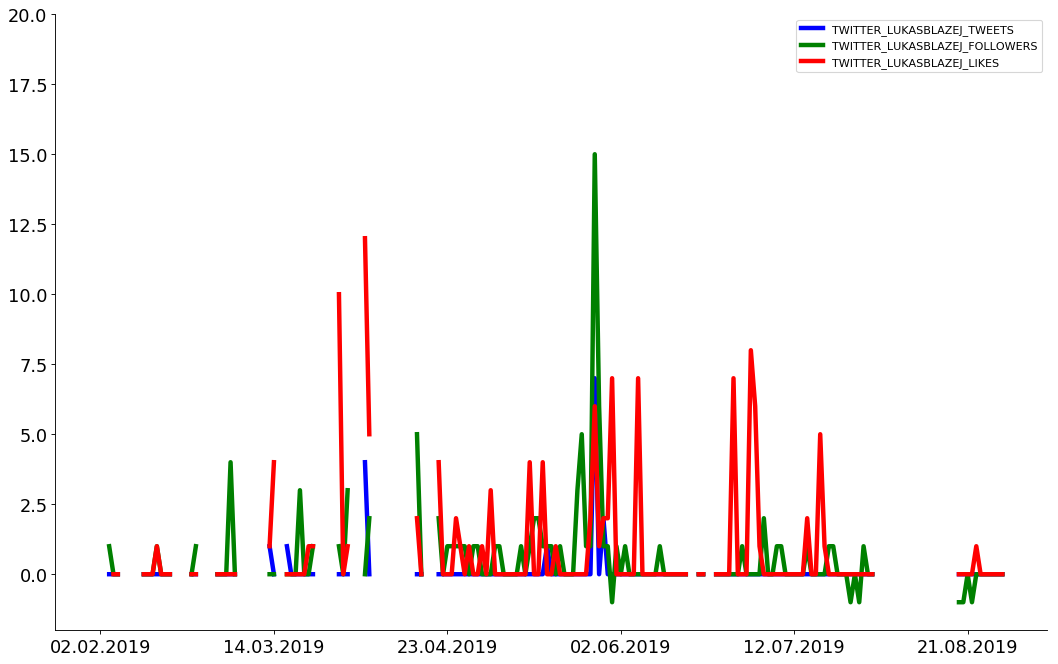 20.0
17.5
15.0
12.5
10.0
7.5
5.0
2.5
0.0
TWITTER_LUKASBLAZEJ_TWEETS
TWITTER_LUKASBLAZEJ_FOLLOWERS
TWITTER_LUKASBLAZEJ_LIKES
02.02.2019 14.03.2019 23.04.2019 02.06.2019 12.07.2019 21.08.2019